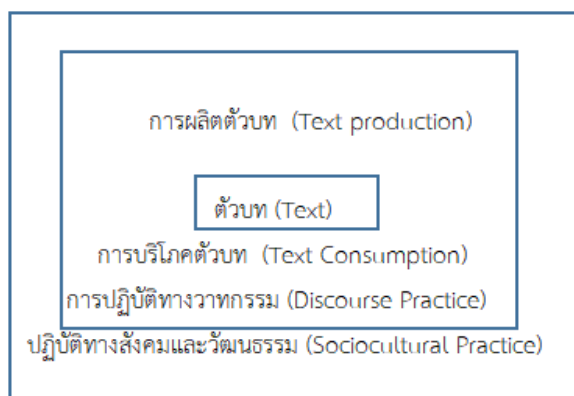 การผลิตตัวบท (Text production)
ตัวบท (Text)
การบริโภคตัวบท (Text Consumption)
การปฏิบัติทางวาทกรรม (Discourse Practice)
ปฏิบัติทางสังคมและวัฒนธรรม (Sociocultural Practice)